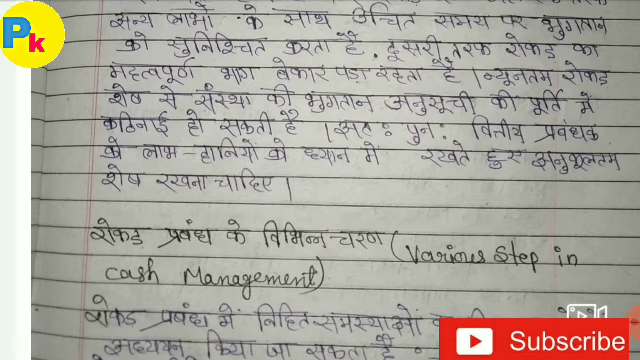 Pk
अन्य लाभों के साथ उचित समय पर भुगतान
को सुनिश्चित करता है. दूसरी तरफ रोकड़ का
महत्वपूर्ण भाग बेकार पड़ा रहता है। न्यूनतम रोकड़
शेष से संस्था की भुगतान अनुसूची की पूर्ति में
कठिनाई हो सकती है। अतः पुनः वित्तीय प्रबंधक
को लाभ-हानियों को ध्यान में रखते हुए अनुकूलतम
शेष रखना चाहिए।
रोकड़ प्रबंध के विभिन्न चरण (Various Step in
Cash Management)
रोकड़ प्रबंध में निहित समस्याओं
अध्ययन किया जा सकता है -
Subscribe